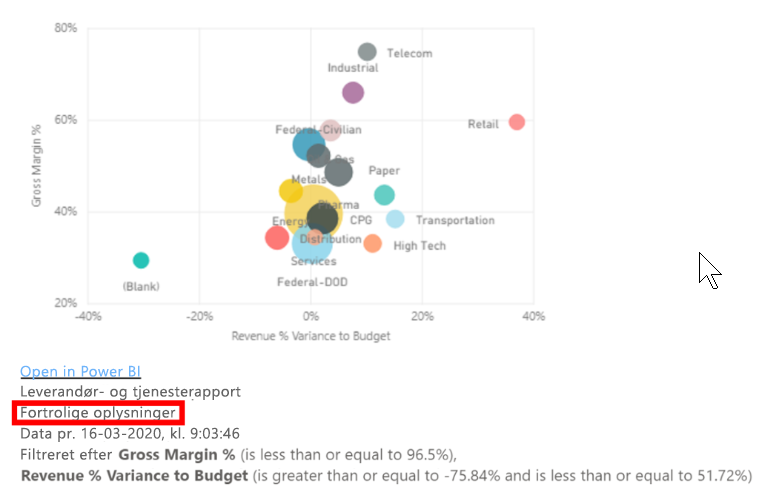 80%
Telecom
Industrial
60%
Retail
Federal-Civilian
Gas
Paper
Metals
Pharma
40%
Energy
CPG
Transportation
Distribution
High Tech
Services
(Blank)
Federal-DOD
20%
-40%
-20%
0%
20%
40%
Gross Margin %
Revenue % Variance to Budget
Open in Power BI
Leverandør- og tjenesterapport
Fortrolige oplysninger
Data pr. 16-03-2020, kl. 9:03:46
Filtreret efter Gross Margin % (is less than or equal to 96.5%),
Revenue % Variance to Budget (is greater than or equal to -75.84% and is less than or equal to 51.72%)